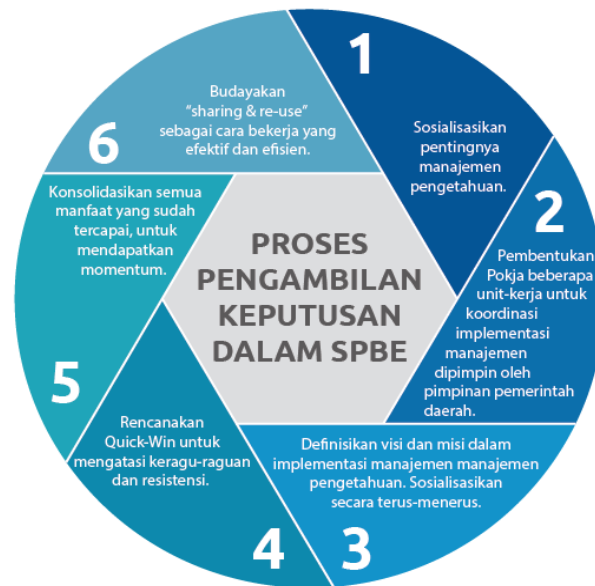 PROSES
PENGAMBILAN
KEPUTUSAN
DALAM SPBE
1
Sosialisasikan
pentingnya
manajemen
pengetahuan.
2
Pembentukan
Pokja beberapa
unit-kerja untuk
koordinasi
implementasi
manajemen
dipimpin oleh
pimpinan pemerintah
daerah.
Definisikan visi dan misi dalam
implementasi manajemen manajemen
pengetahuan. Sosialisasikan
secara terus-menerus.
3
Rencanakan
Quick-Win untuk
mengatasi keragu-raguan
dan resistensi.
4
Konsolidasikan semua
manfaat yang sudah
tercapai, untuk
mendapatkan
momentum.
5
Budayakan
“sharing & re-use”
sebagai cara bekerja yang
efektif dan efisien.
6